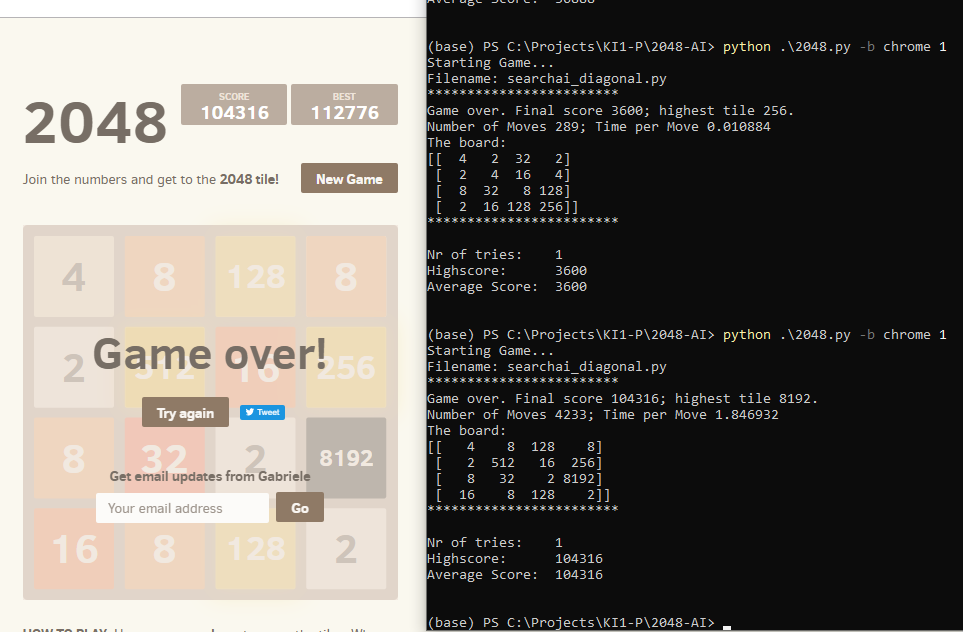 2048
SCORE
104316
BEST
112776
Join the numbers and get to the 2048 tile!
New Game
4 8 128 8
2 512 16 256
Game over!
Try again
Tweet
8 32 2 8192
Get email updates from Gabriele
Your email address
Go
16 8 128 2
HOW TO PLAY:
Average Score:
(base) PS C:\Projects\KI1-P\2048-AI> python .\2048.py -b chrome 1
Starting Game...
Filename: searchai_diagonal.py
************************
Game over. Final score 3600; highest tile 256.
Number of Moves 289; Time per Move 0.010884
The board:
[[  4   2  32   2]
 [  2   4  16   4]
 [  8  32   8 128]
 [  2  16 128 256]]
************************
Nr of tries:    1
Highscore:      3600
Average Score:  3600
(base) PS C:\Projects\KI1-P\2048-AI> python .\2048.py -b chrome 1
Starting Game...
Filename: searchai_diagonal.py
************************
Game over. Final score 104316; highest tile 8192.
Number of Moves 4233; Time per Move 1.846932
The board:
[[   4    8  128    8]
 [   2  512   16  256]
 [   8   32    2 8192]
 [  16    8  128    2]]
************************
Nr of tries:    1
Highscore:      104316
Average Score:  104316
(base) PS C:\Projects\KI1-P\2048-AI>